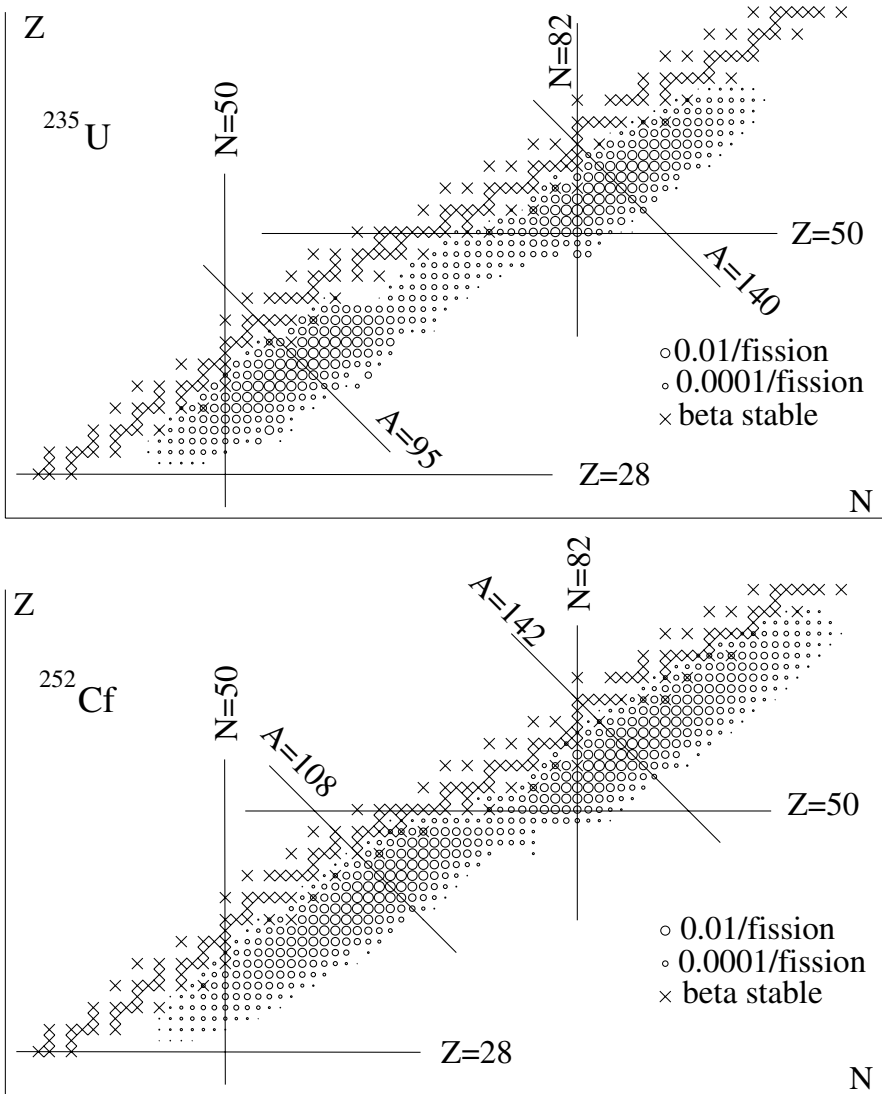 Z
N=82
N=50
²³⁵U
Z=50
A=140
0.01/fission
0.0001/fission
× beta stable
A=95
Z=28
N
Z
N=82
A=142
²⁵²Cf
N=50
A=108
Z=50
0.01/fission
0.0001/fission
× beta stable
Z=28
N